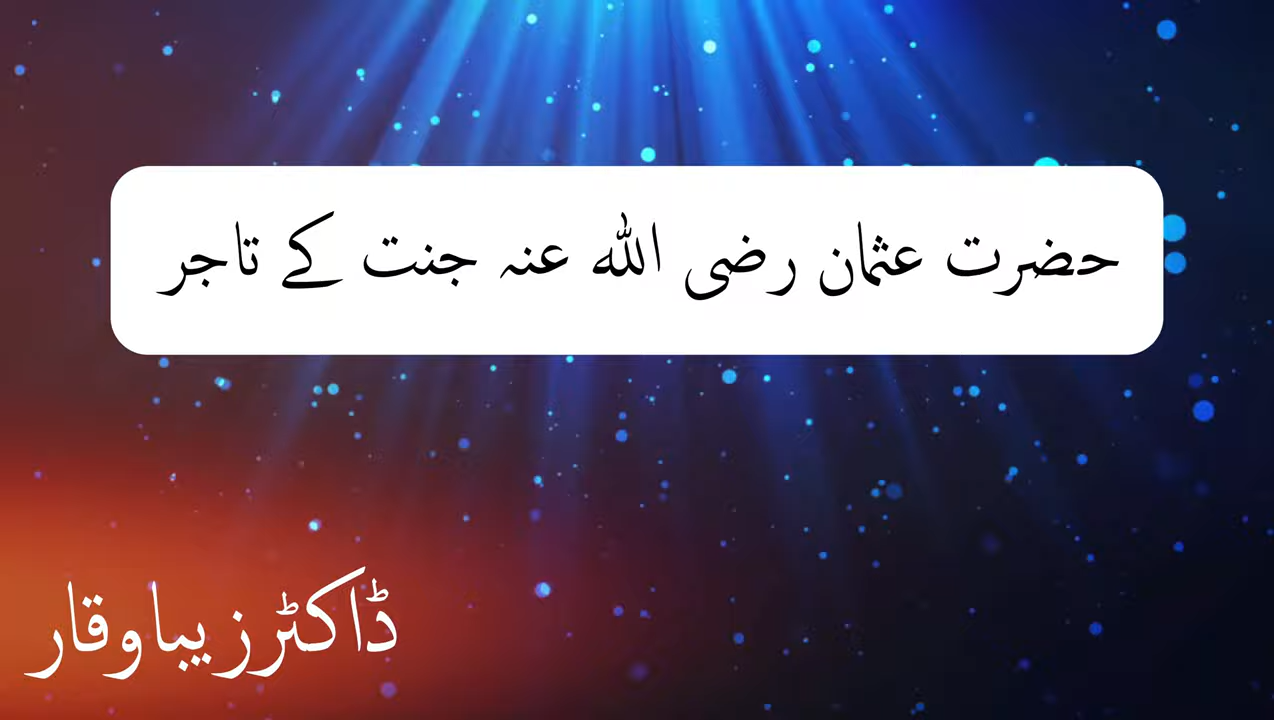 حضرت عثمان رضی اللہ عنہ جنت کے تاجر
ڈاکٹر زیبا وقار